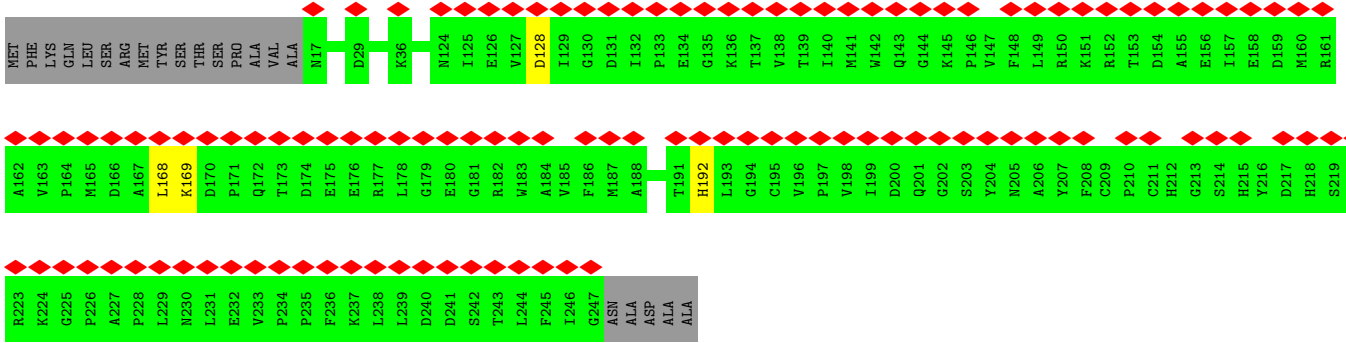 MET PHE LYS GLN LEU SER ARG MET TYR SER THR SER PRO ALA VAL ALA N17 D29 K36 N124 I125 E126 V127 D128 I129 G130 D131 I132 P133 E134 G135 K136 T137 V138 T139 I140 M141 W142 Q143 G144 K145 P146 V147 F148 L149 R150 K151 R152 T153 D154 A155 E156 I157 E158 D159 M160 R161
A162 V163 P164 M165 D166 A167 L168 K169 D170 P171 Q172 T173 D174 E175 E176 R177 L178 G179 E180 G181 R182 W183 A184 V185 F186 M187 A188 T191 H192 L193 G194 C195 V196 P197 V198 I199 D200 Q201 G202 S203 Y204 N205 A206 Y207 F208 C209 P210 C211 H212 G213 S214 H215 Y216 D217 H218 S219
R223 K224 G225 P226 A227 P228 L229 N230 L231 E232 V233 P234 P235 F236 K237 L238 L239 D240 D241 S242 T243 L244 F245 I246 G247 ASN ALA ASP ALA ALA